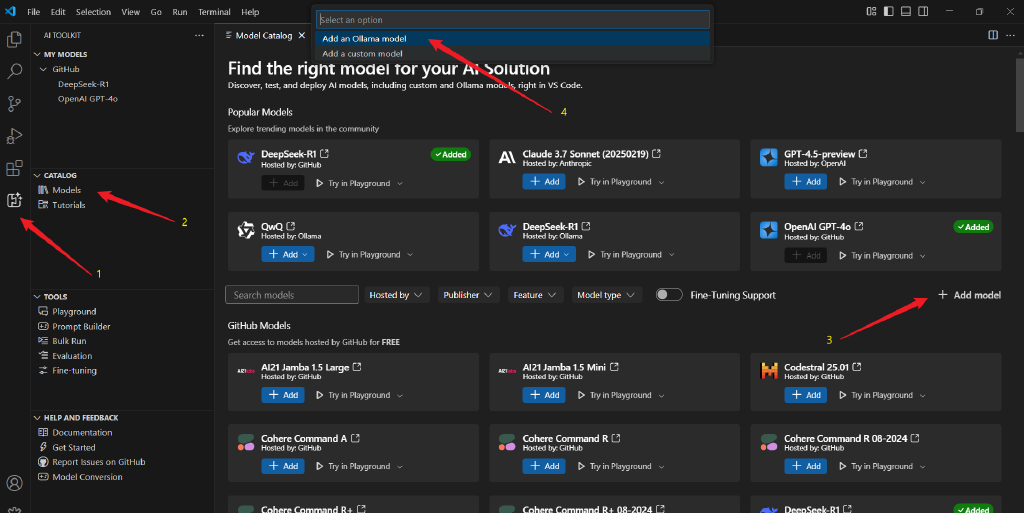 File Edit Selection View Go Run Terminal Help
Select an option
Add an Ollama model
Add a custom model
4
AI TOOLKIT
MY MODELS
GitHub
DeepSeek-R1
OpenAI GPT-4o
CATALOG
Models
Tutorials
2
1
TOOLS
Playground
Prompt Builder
Bulk Run
Evaluation
Fine-tuning
HELP AND FEEDBACK
Documentation
Get Started
Report Issues on GitHub
Model Conversion
Model Catalog
Find the right model for your AI Solution
Discover, test, and deploy AI models, including custom and Ollama models, right in VS Code.
Popular Models
Explore trending models in the community
DeepSeek-R1
Added
Hosted by: GitHub
Add Try in Playground
Claude 3.7 Sonnet (20250219)
Hosted by: Anthropic
Add Try in Playground
GPT-4.5-preview
Hosted by: OpenAI
Add Try in Playground
QwQ
Hosted by: Ollama
Add Try in Playground
DeepSeek-R1
Hosted by: Ollama
Add Try in Playground
OpenAI GPT-4o
Added
Hosted by: GitHub
Add Try in Playground
Search models Hosted by Publisher Feature Model type Fine-Tuning Support + Add model
3
GitHub Models
Get access to models hosted by GitHub for FREE
AI21 Jamba 1.5 Large
Hosted by: GitHub
Add Try in Playground
AI21 Jamba 1.5 Mini
Hosted by: GitHub
Add Try in Playground
Codestral 25.01
Hosted by: GitHub
Add Try in Playground
Cohere Command A
Hosted by: GitHub
Add Try in Playground
Cohere Command R
Hosted by: GitHub
Add Try in Playground
Cohere Command R 08-2024
Hosted by: GitHub
Add Try in Playground
Cohere Command R+
Cohere Command R+ 08-2024
DeepSeek-R1
Added